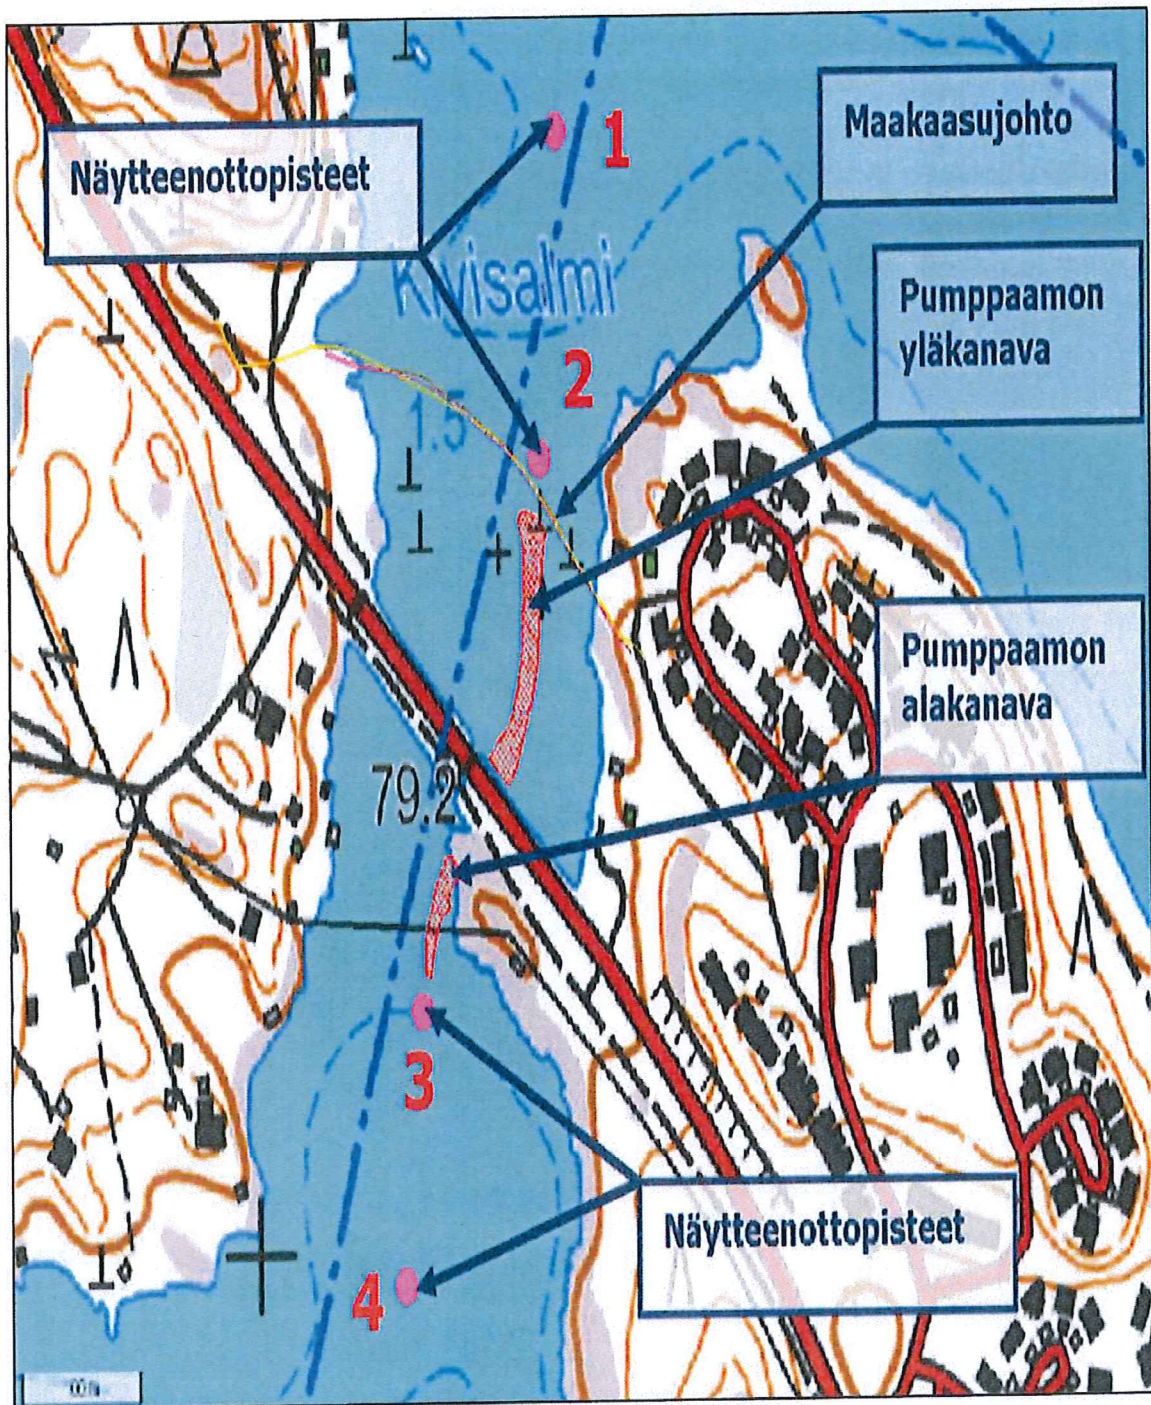 1
Maakaasujohto
Näytteenottopisteet
Kivisalmi
Pumppaamon
yläkanava
2
1.5
Pumppaamon
alakanava
79.2
3
Näytteenottopisteet
4